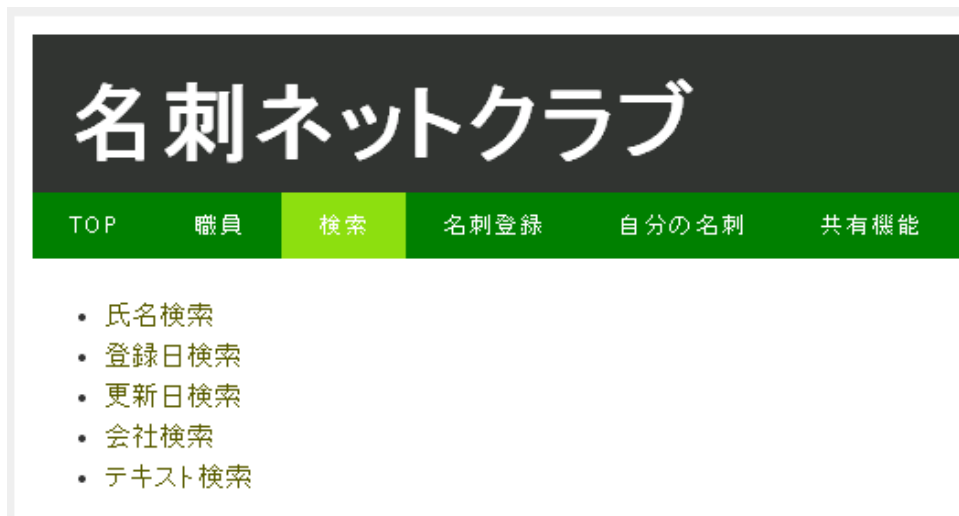 名刺ネットクラブ
TOP 職員 検索 名刺登録 自分の名刺 共有機能
氏名検索
登録日検索
更新日検索
会社検索
テキスト検索